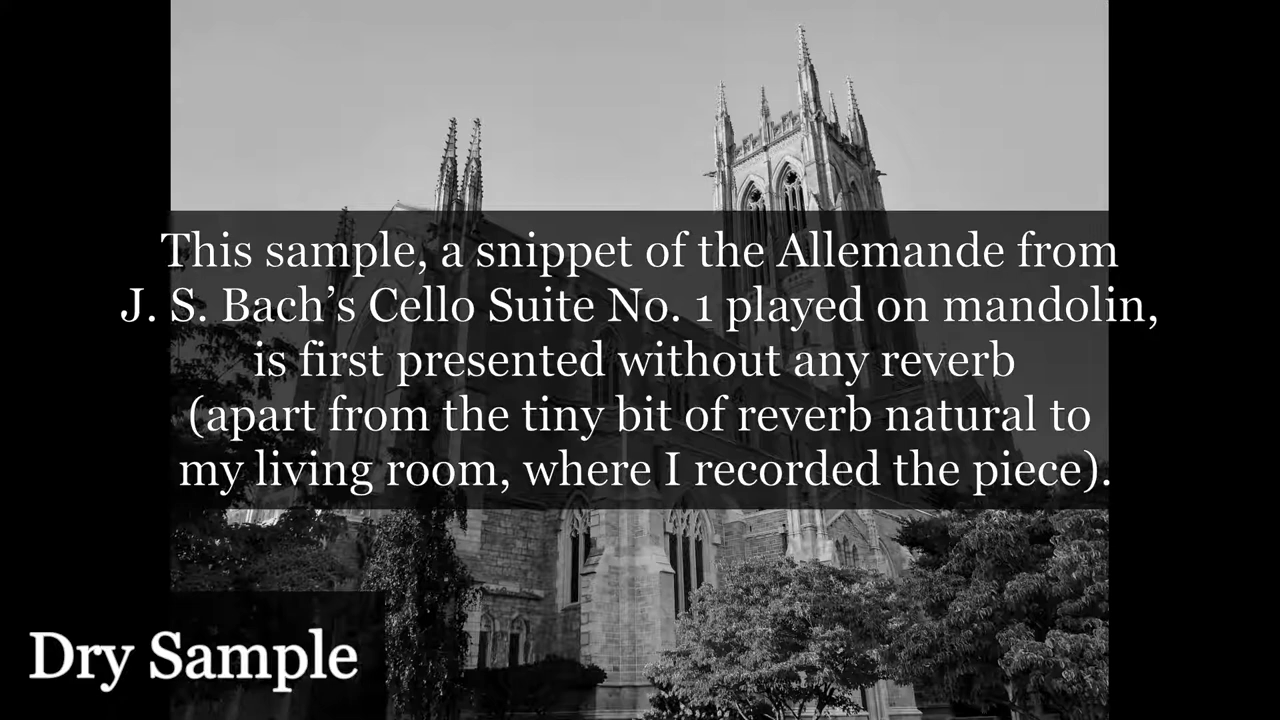 This sample, a snippet of the Allemande from
J. S. Bach’s Cello Suite No. 1 played on mandolin,
is first presented without any reverb
(apart from the tiny bit of reverb natural to
my living room, where I recorded the piece).
Dry Sample